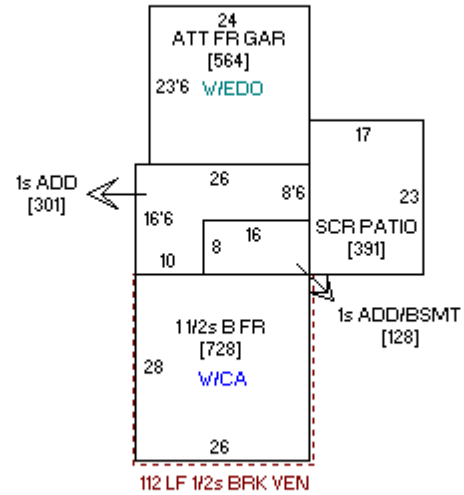 24
ATT FR GAR
[564]
23'6 W/EDO
17
1s ADD
[301]
26
8'6
23
16'6
16
8
SCR PATIO
[391]
10
1s ADD/BSMT
[128]
1 1/2s B FR
[728]
28
W/CA
26
112 LF 1/2s BRK VEN